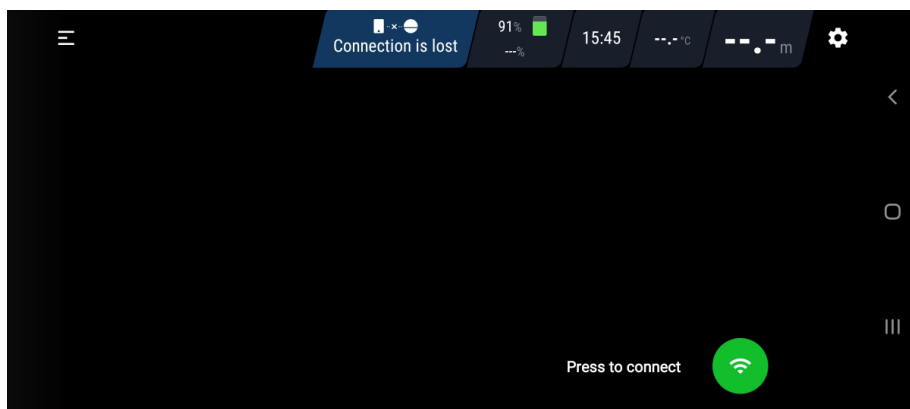 Connection is lost
91%
---%
15:45
--.-°C
--.- m
Press to connect